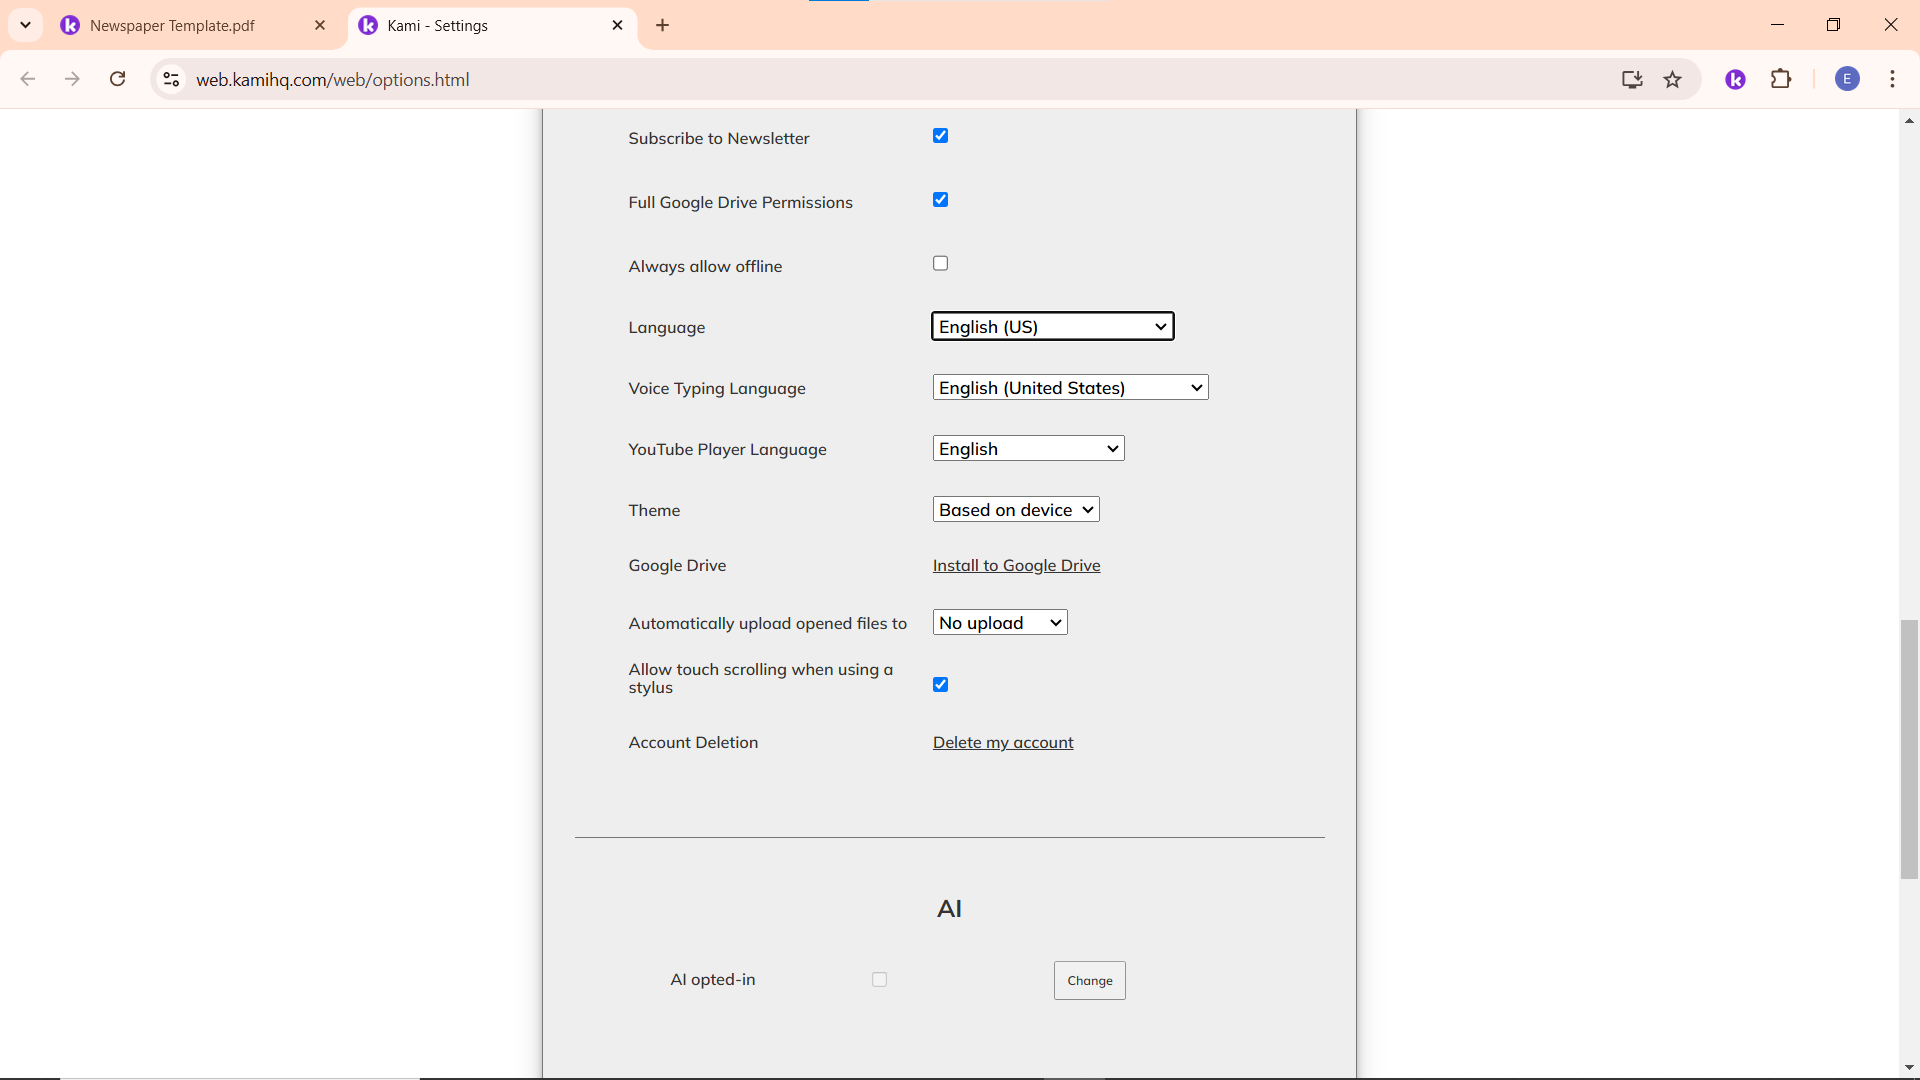 Newspaper Template.pdf
Kami - Settings
web.kamihq.com/web/options.html
E
Subscribe to Newsletter
Full Google Drive Permissions
Always allow offline
Language English (US)
Voice Typing Language English (United States)
YouTube Player Language English
Theme Based on device
Google Drive Install to Google Drive
Automatically upload opened files to No upload
Allow touch scrolling when using a
stylus
Account Deletion Delete my account
AI
AI opted-in Change